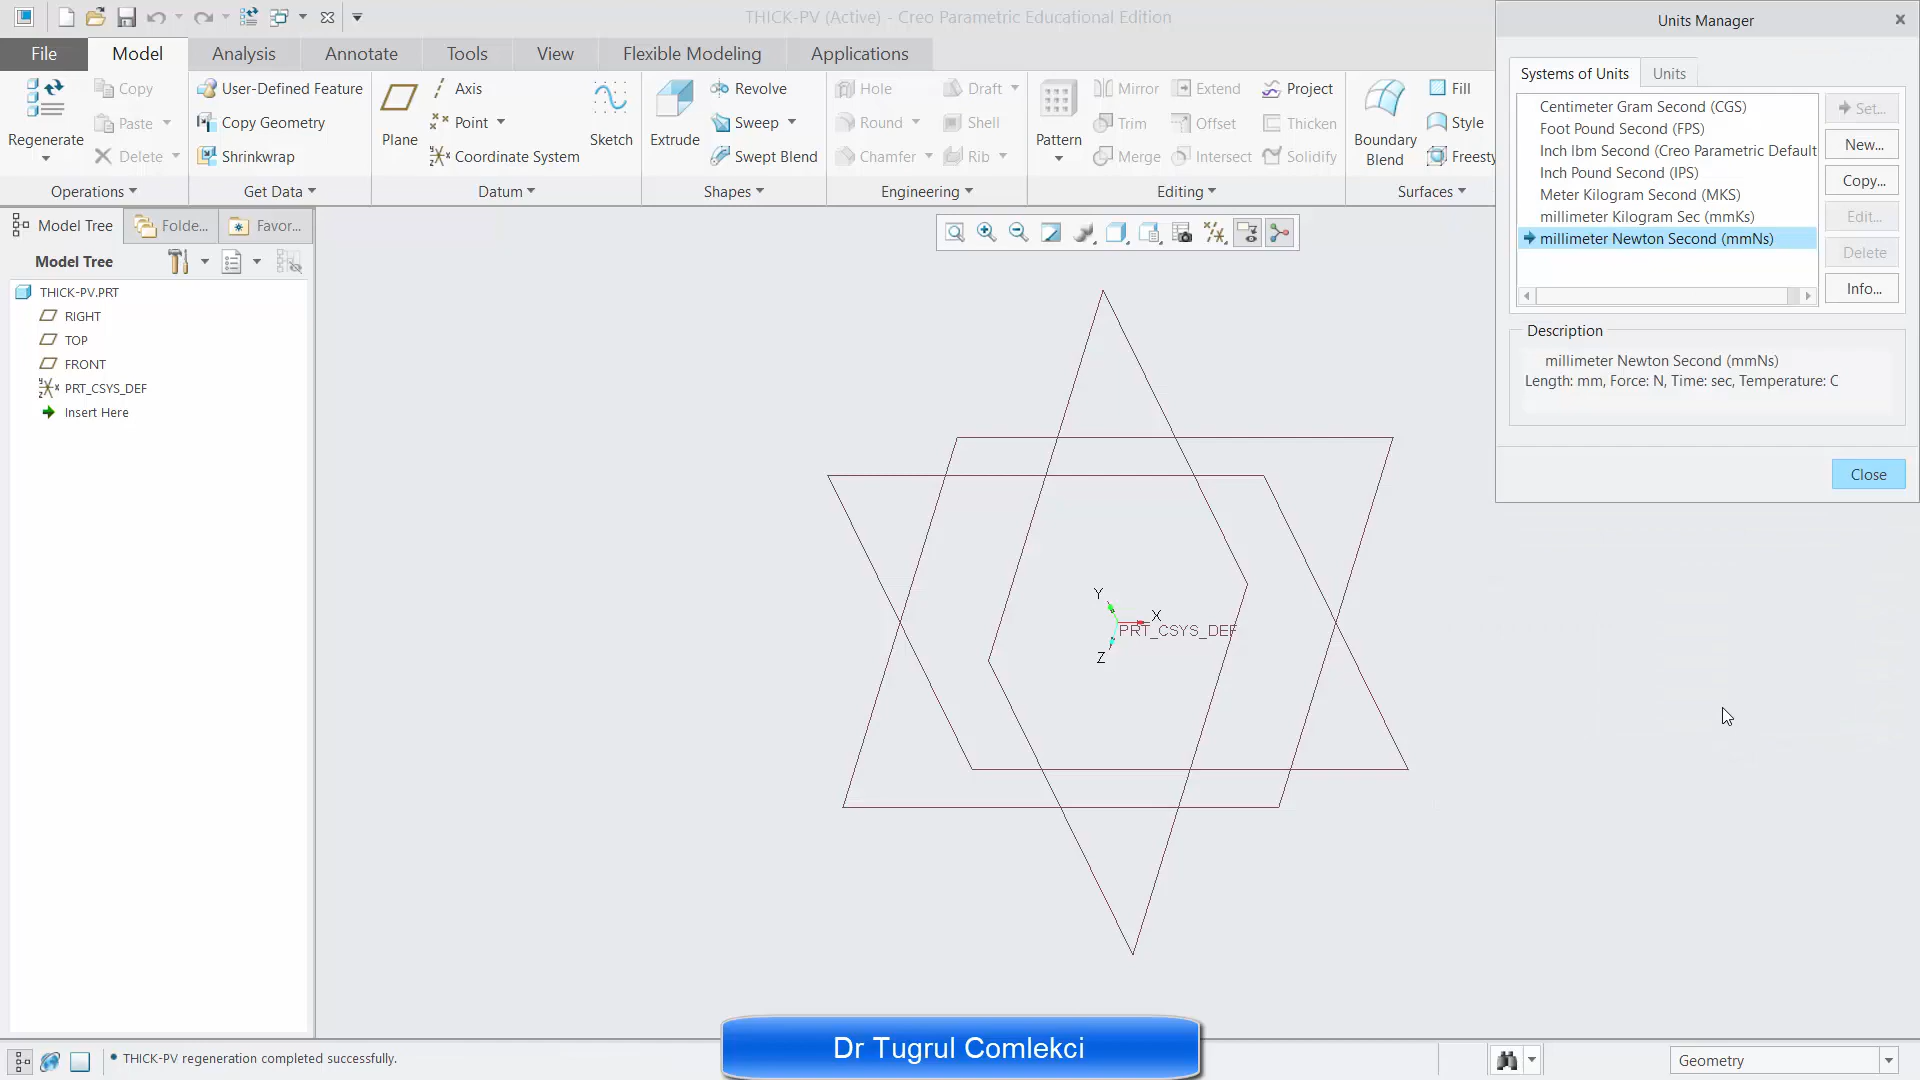 THICK-PV (Active) - Creo Parametric Educational Edition
File
Model
Analysis
Annotate
Tools
View
Flexible Modeling
Applications
Regenerate
Copy
Paste
Delete
Operations
User-Defined Feature
Copy Geometry
Shrinkwrap
Get Data
Plane
Axis
Point
Coordinate System
Sketch
Datum
Extrude
Revolve
Sweep
Swept Blend
Shapes
Hole
Round
Chamfer
Draft
Shell
Rib
Engineering
Pattern
Mirror
Trim
Merge
Extend
Offset
Intersect
Project
Thicken
Solidify
Editing
Boundary
Blend
Fill
Style
Freesty
Surfaces
Model Tree
Folde...
Favor...
Model Tree
THICK-PV.PRT
RIGHT
TOP
FRONT
PRT_CSYS_DEF
Insert Here
Y
X
PRT_CSYS_DEF
Z
Units Manager
Systems of Units
Units
Centimeter Gram Second (CGS)
Foot Pound Second (FPS)
Inch lbm Second (Creo Parametric Default
Inch Pound Second (IPS)
Meter Kilogram Second (MKS)
millimeter Kilogram Sec (mmKs)
millimeter Newton Second (mmNs)
Set...
New...
Copy...
Edit...
Delete
Info...
Description
millimeter Newton Second (mmNs)
Length: mm, Force: N, Time: sec, Temperature: C
Close
THICK-PV regeneration completed successfully.
Dr Tugrul Comlekci
Geometry